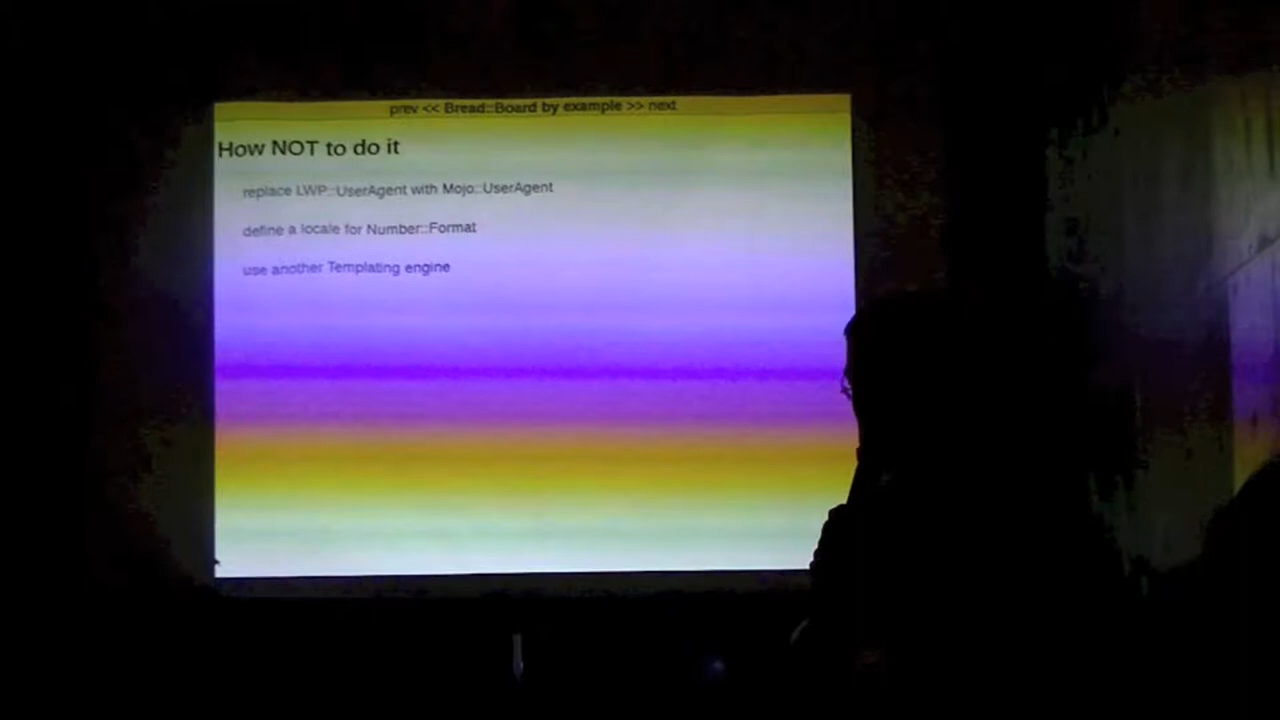 prev << Bread::Board by example >> next
How NOT to do it
replace LWP::UserAgent with Mojo::UserAgent
define a locale for Number::Format
use another Templating engine